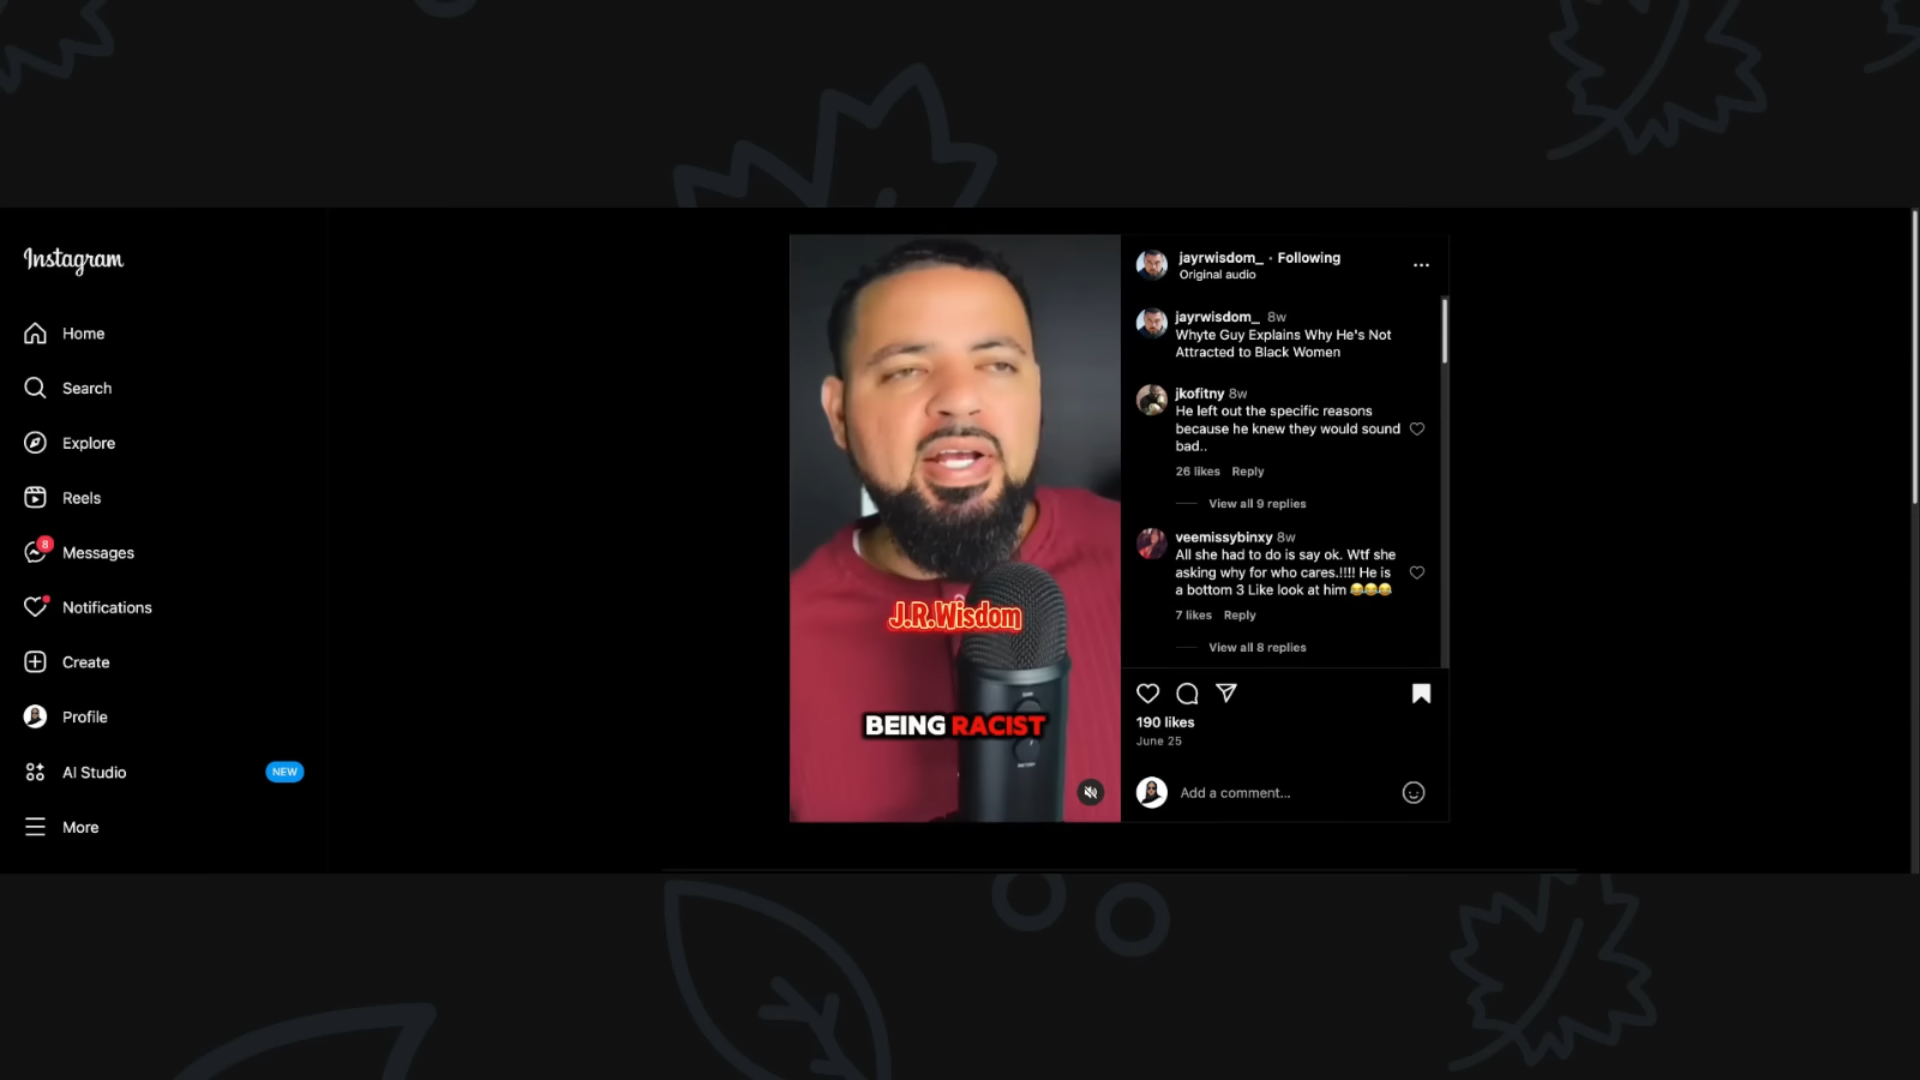 Instagram
Home
Search
Explore
Reels
8
Messages
Notifications
Create
Profile
AI Studio
NEW
More
J.R.Wisdom
BEING RACIST
jayrwisdom_ · Following
Original audio
jayrwisdom_ 8w
Whyte Guy Explains Why He's Not
Attracted to Black Women
jkofitny 8w
He left out the specific reasons
because he knew they would sound
bad..
26 likes Reply
View all 9 replies
veemissybinxy 8w
All she had to do is say ok. Wtf she
asking why for who cares.!!!! He is
a bottom 3 Like look at him 😂😂😂
7 likes Reply
View all 8 replies
190 likes
June 25
Add a comment...